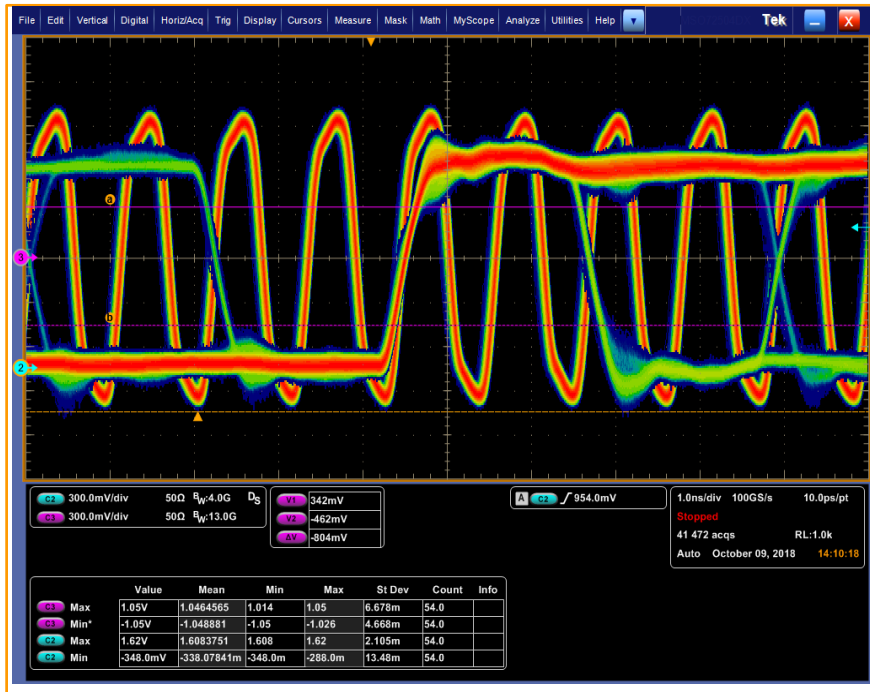 File Edit Vertical Digital Horiz/Acq Trig Display Cursors Measure Mask Math MyScope Analyze Utilities Help Tek X
a
3
b
2
C2 300.0mV/div 50Ω BW:4.0G DS
C3 300.0mV/div 50Ω BW:13.0G
V1 342mV
V2 -462mV
ΔV -804mV
A C2 954.0mV
1.0ns/div 100GS/s 10.0ps/pt
Stopped
41 472 acqs RL:1.0k
Auto October 09, 2018 14:10:18
Value Mean Min Max St Dev Count Info
C3 Max 1.05V 1.0464565 1.014 1.05 6.678m 54.0
C3 Min* -1.05V -1.048881 -1.05 -1.026 4.668m 54.0
C2 Max 1.62V 1.6083751 1.608 1.62 2.105m 54.0
C2 Min -348.0mV -338.07841m -348.0m -288.0m 13.48m 54.0